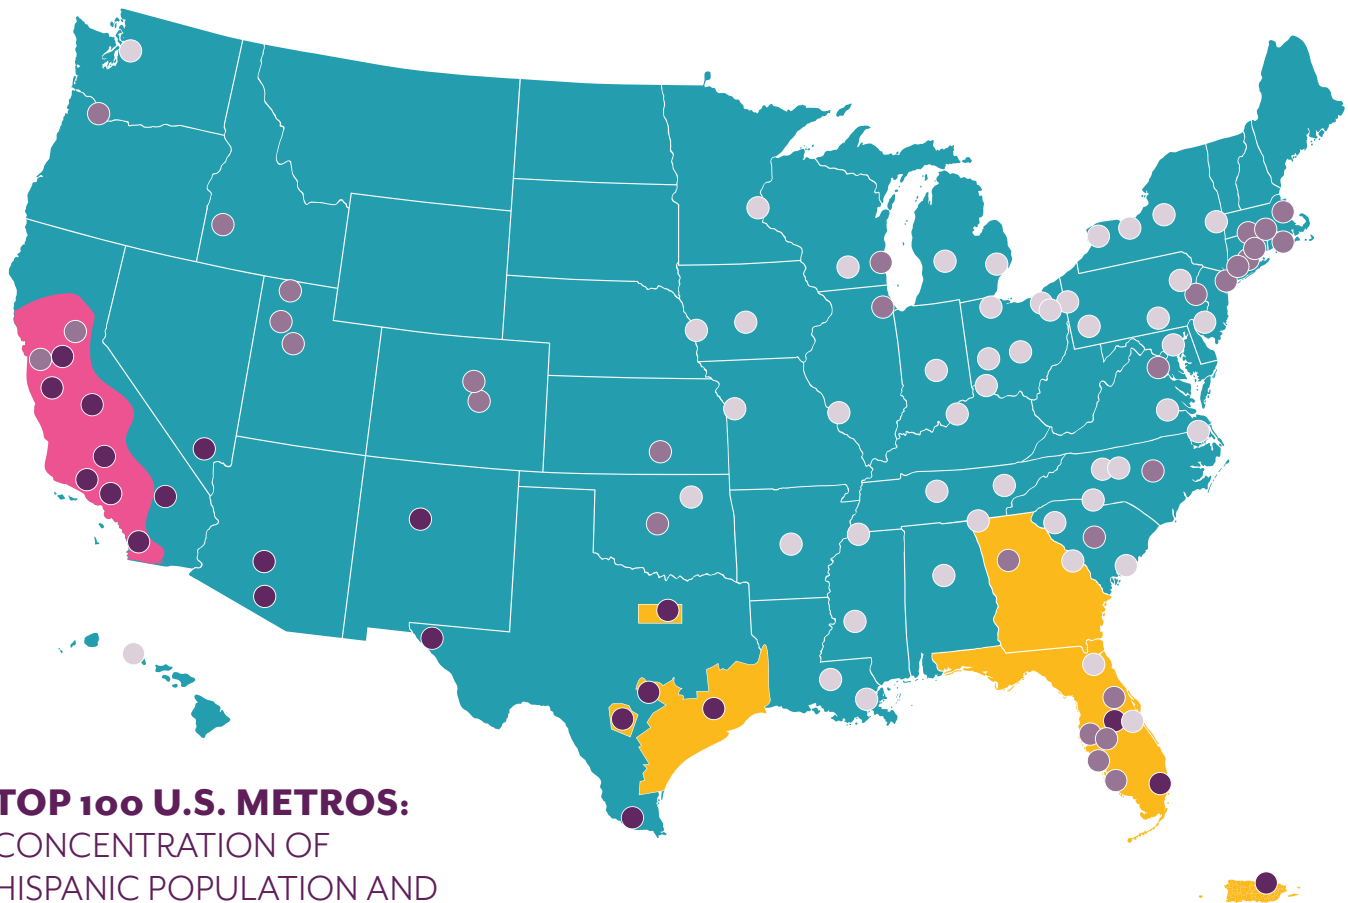 TOP 100 U.S. METROS:
CONCENTRATION OF
HISPANIC POPULATION AND